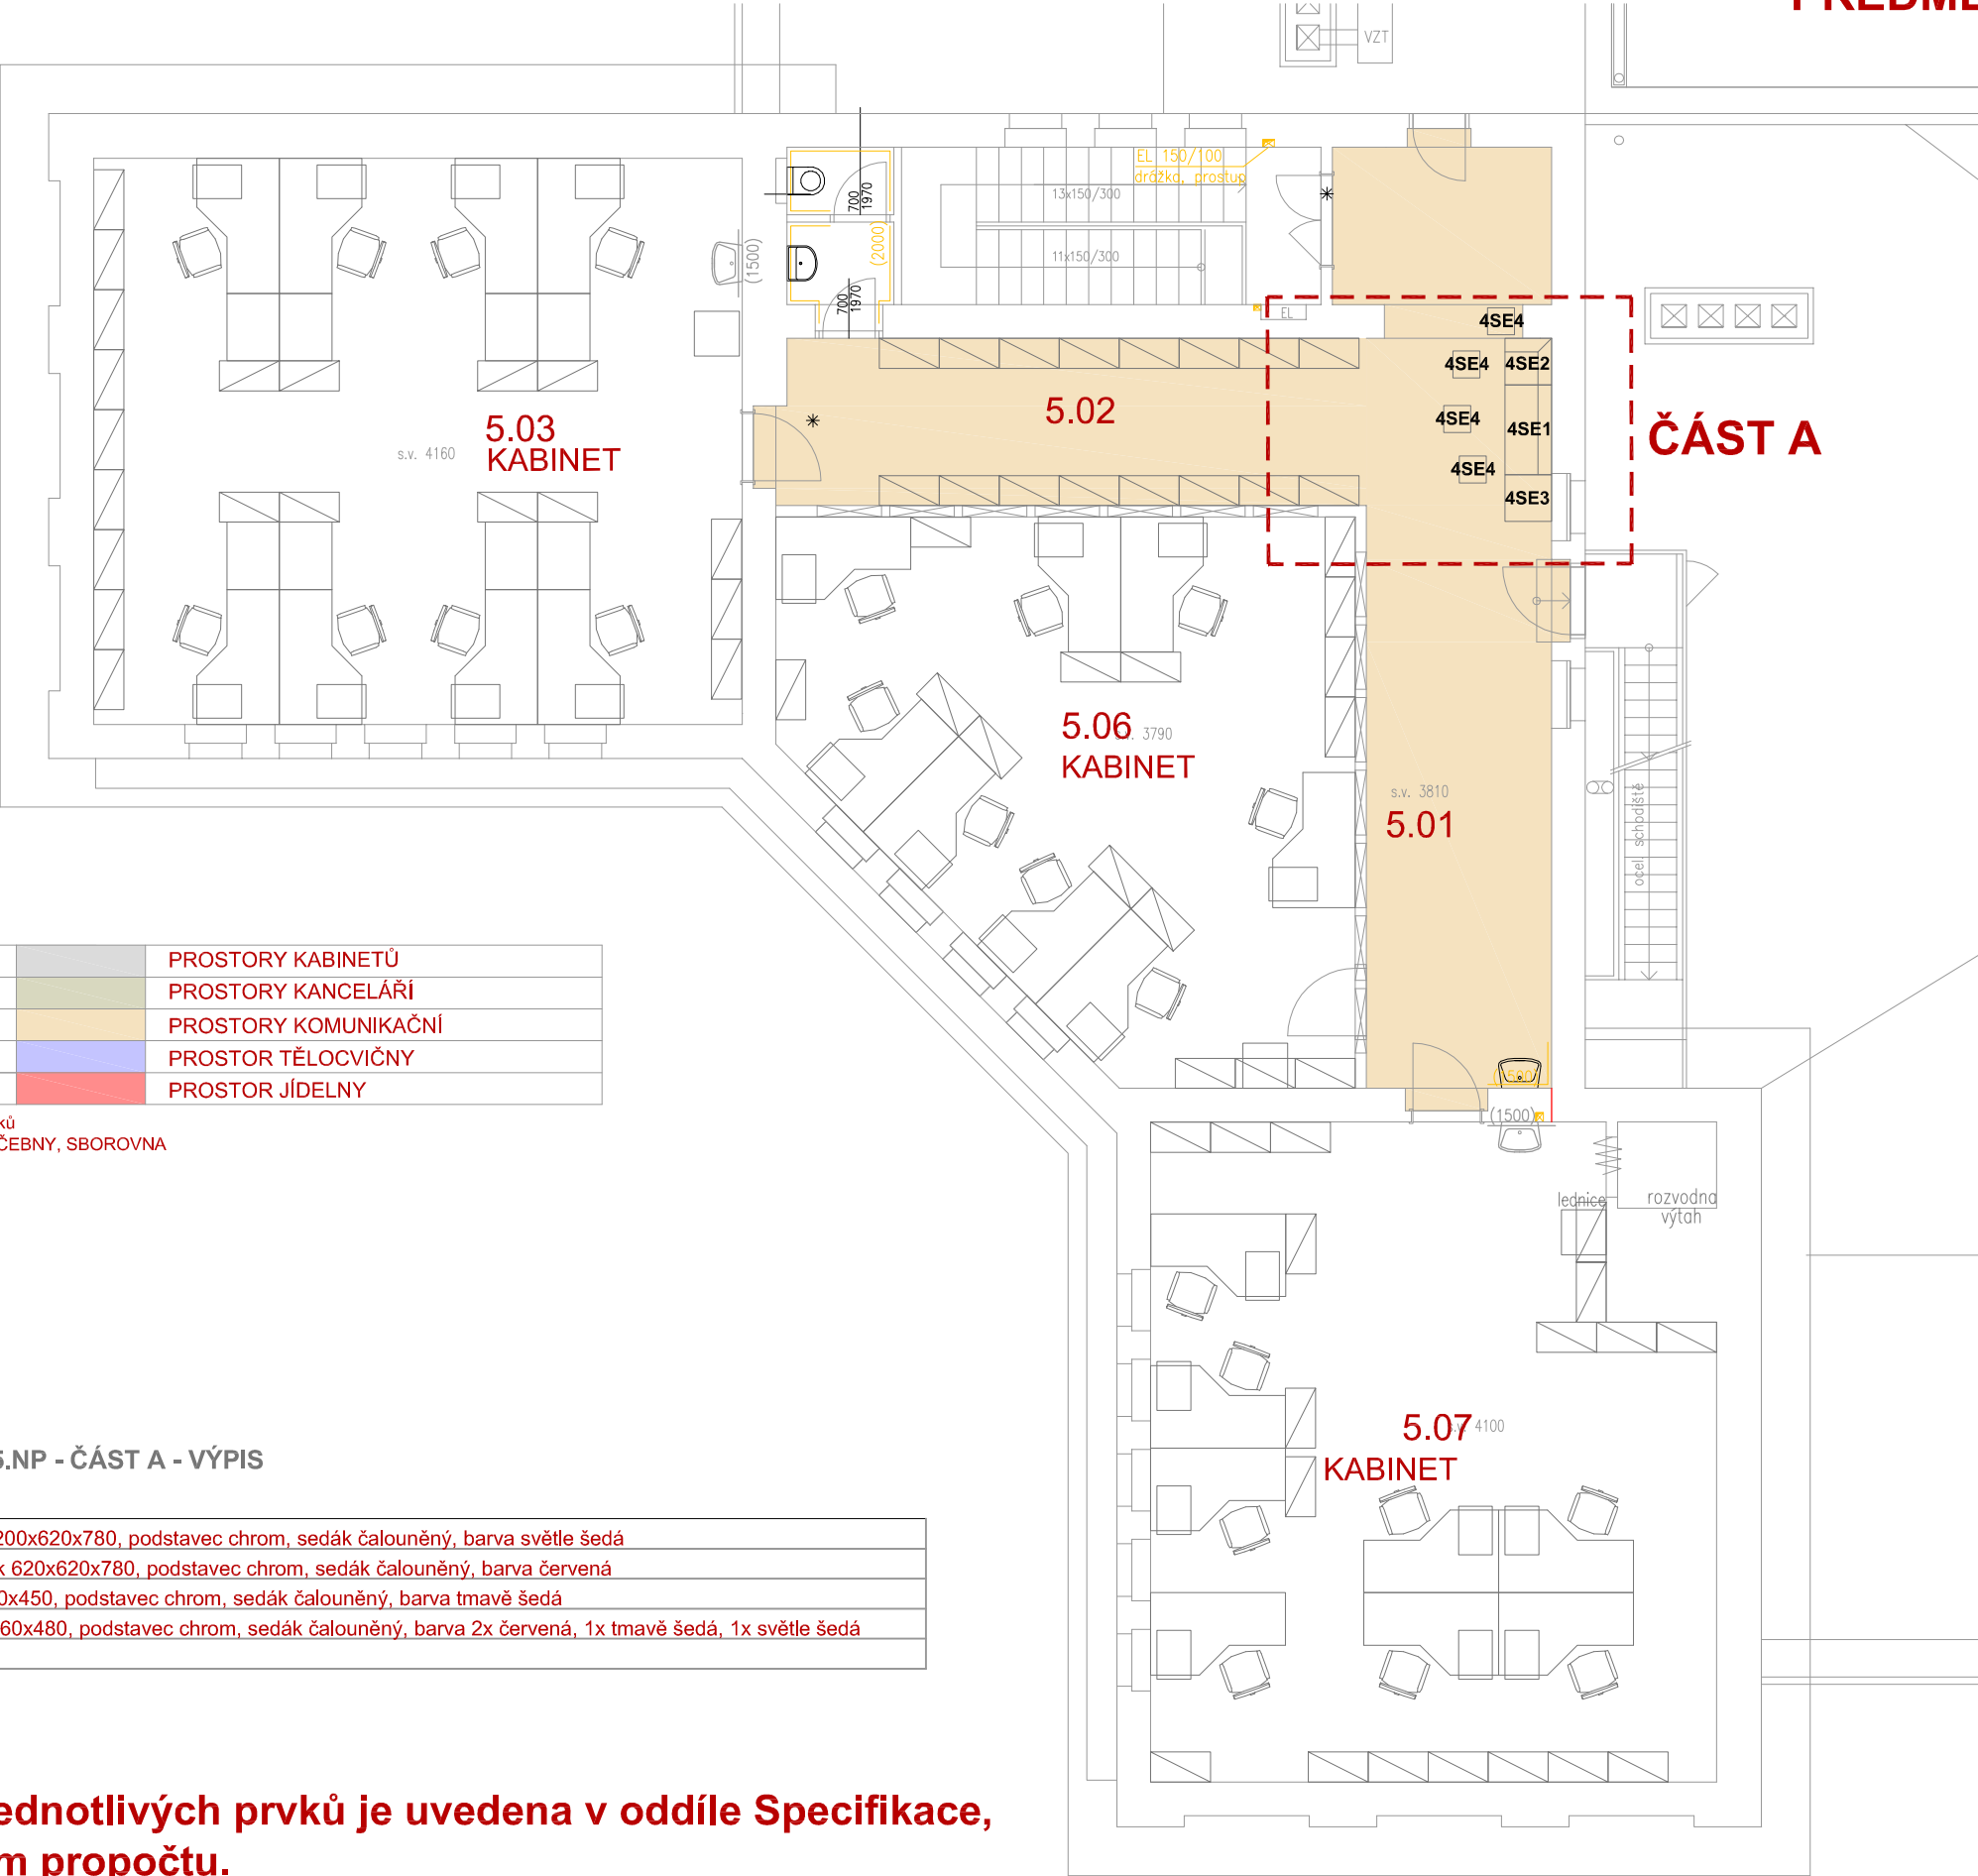 VZT
EL 150/100
drážka, prostup
13x150/300
11x150/300
700
1970
(2000)
700
1970
(1500)
EL
4SE4
4SE4
4SE2
4SE4
4SE1
4SE4
4SE3
ČÁST A
5.02
5.03
KABINET
s.v. 4160
5.06
3790
KABINET
s.v. 3810
5.01
ocel. schodiště
PROSTORY KABINETŮ
PROSTORY KANCELÁŘÍ
PROSTORY KOMUNIKAČNÍ
PROSTOR TĚLOCVIČNY
PROSTOR JÍDELNY
ků
ČEBNY, SBOROVNA
(1500)
(1500)
lednice
rozvodna
výtah
5.07
4100
KABINET
5.NP - ČÁST A - VÝPIS
200x620x780, podstavec chrom, sedák čalouněný, barva světle šedá
k 620x620x780, podstavec chrom, sedák čalouněný, barva červená
0x450, podstavec chrom, sedák čalouněný, barva tmavě šedá
60x480, podstavec chrom, sedák čalouněný, barva 2x červená, 1x tmavě šedá, 1x světle šedá
ednotlivých prvků je uvedena v oddíle Specifikace,
m propočtu.